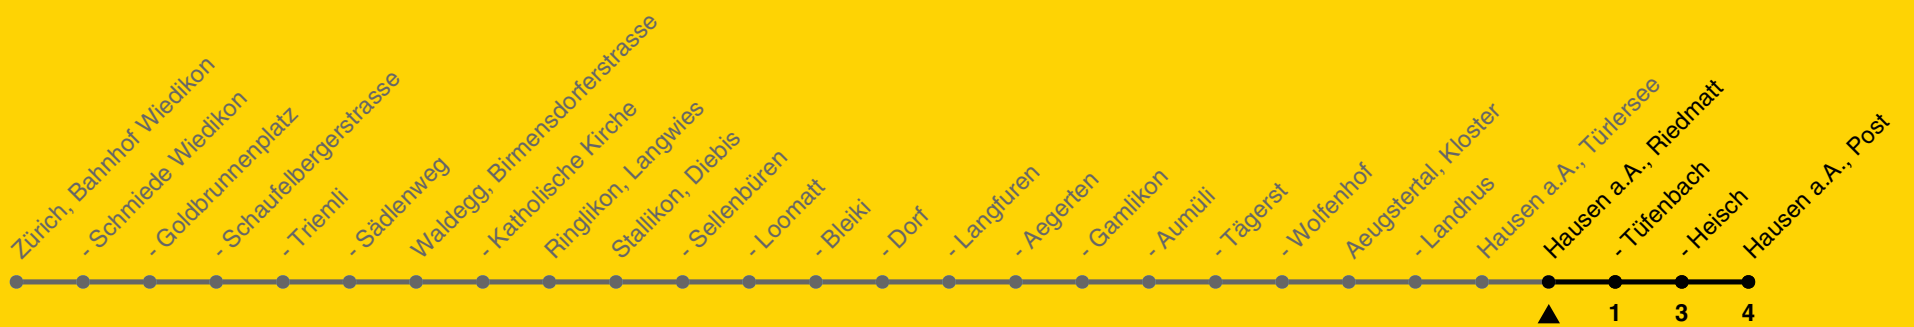 Zürich, Bahnhof Wiedikon
- Schmiede Wiedikon
- Goldbrunnenplatz
- Schaufelbergerstrasse
- Triemli
- Sädlenweg
Waldegg, Birmensdorferstrasse
- Katholische Kirche
Ringlikon, Langwies
Stallikon, Diebis
- Sellenbüren
- Loomatt
- Bleiki
- Dorf
- Langfuren
- Aegerten
- Gamlikon
- Aumüli
- Tägerst
- Wolfenhof
Aeugstertal, Kloster
- Landhus
Hausen a.A., Türlersee
Hausen a.A., Riedmatt
- Tüfenbach
- Heisch
Hausen a.A., Post
1 3 4